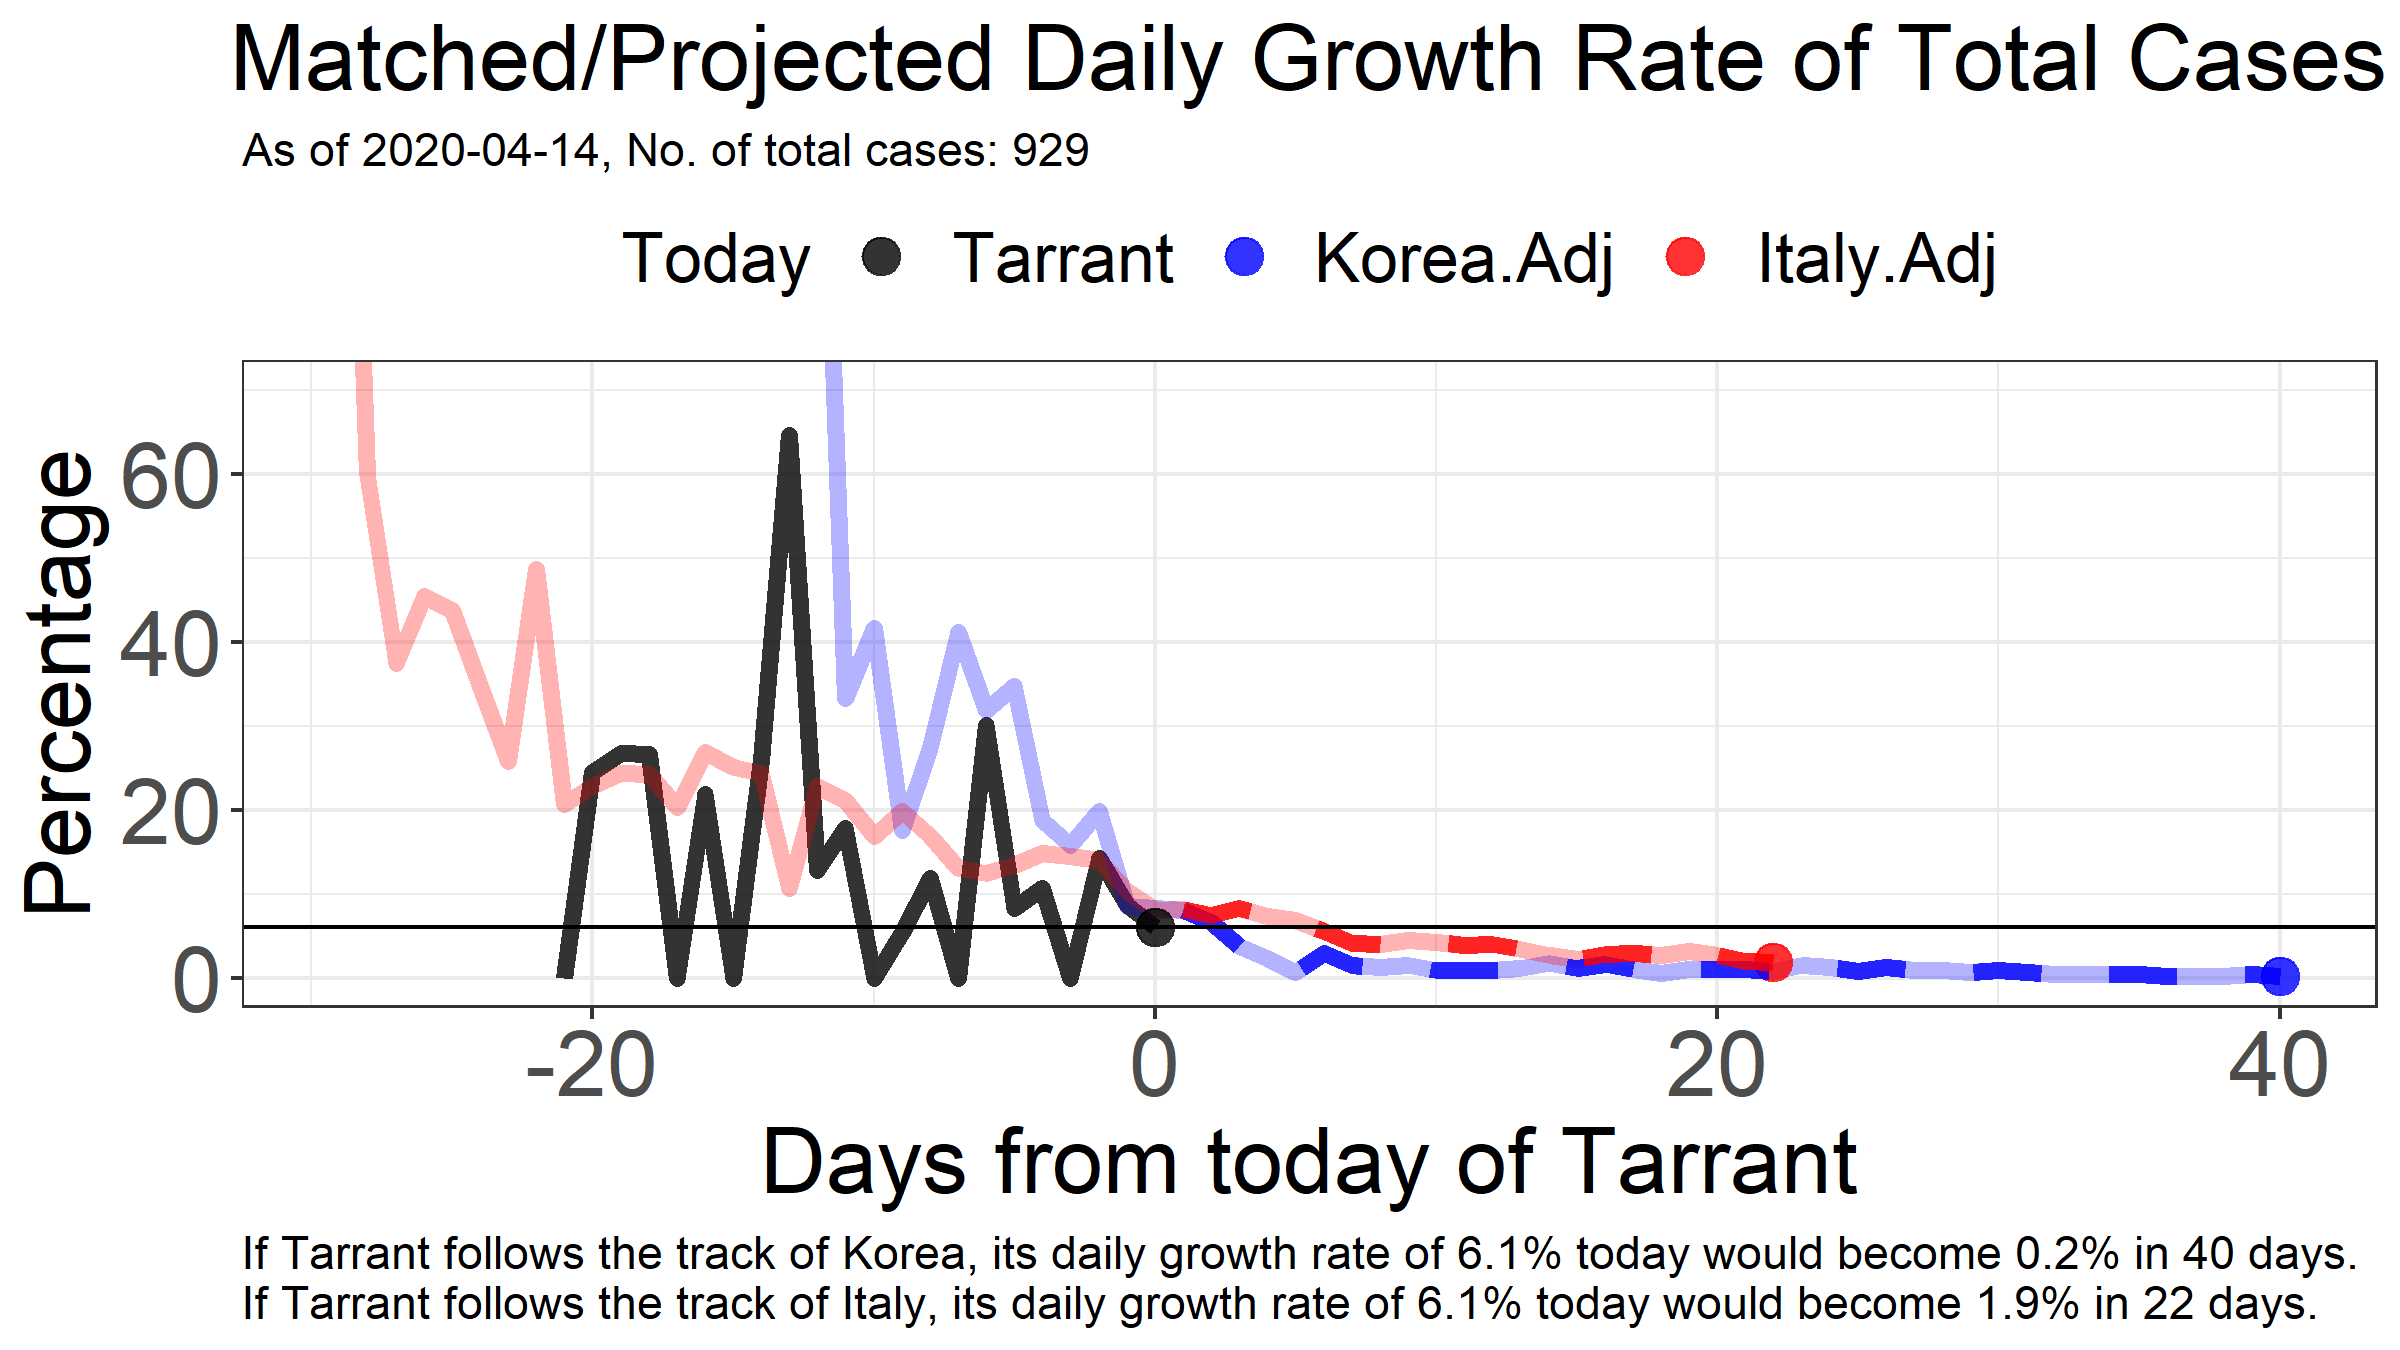 Matched/Projected Daily Growth Rate of Total Cases
As of 2020-04-14, No. of total cases: 929
Today Tarrant Korea.Adj Italy.Adj
Percentage
60
40
20
0
-20 0 20 40
Days from today of Tarrant
If Tarrant follows the track of Korea, its daily growth rate of 6.1% today would become 0.2% in 40 days.
If Tarrant follows the track of Italy, its daily growth rate of 6.1% today would become 1.9% in 22 days.